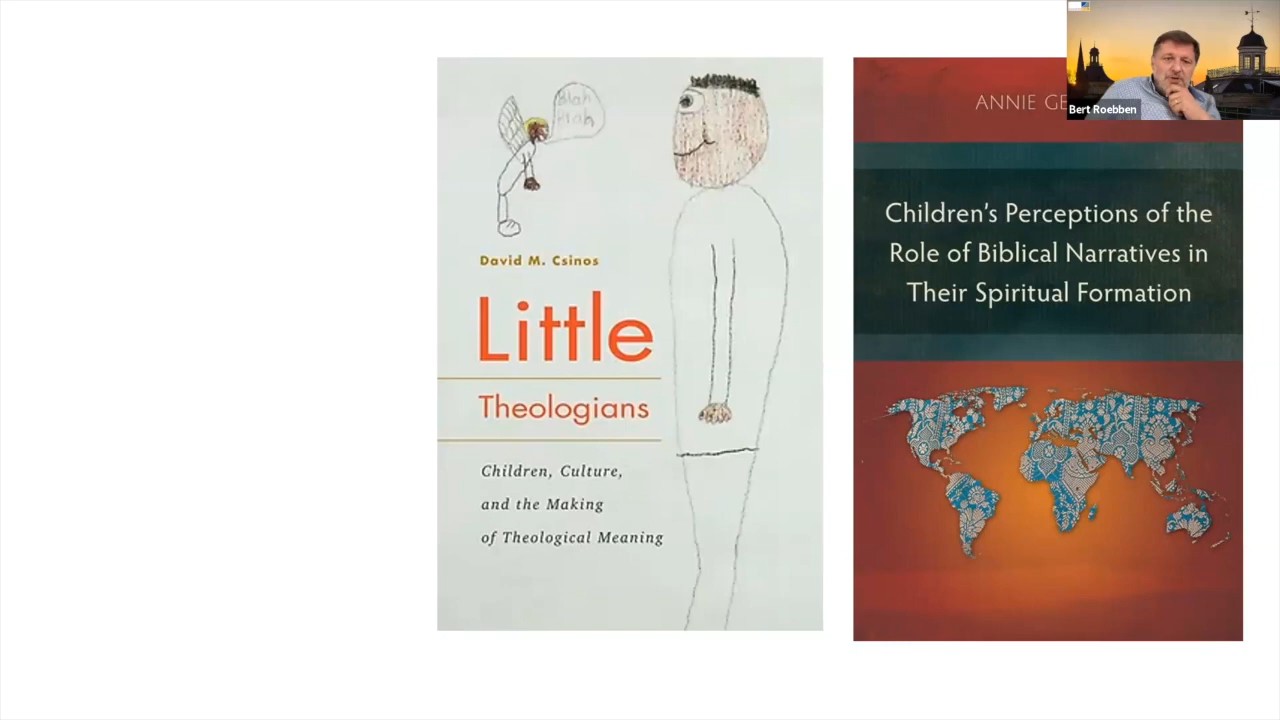 Blah
Blah
David M. Csinos
Little
Theologians
Children, Culture,
and the Making
of Theological Meaning
ANNIE GE
Children's Perceptions of the
Role of Biblical Narratives in
Their Spiritual Formation
Bert Roebben